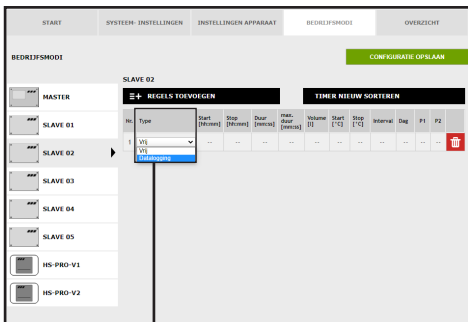 START SYSTEEM- INSTELLINGEN INSTELLINGEN APPARAAT BEDRIJFSMODI OVERZICHT
BEDRIJFSMODI
CONFIGURATIE OPSLAAN
SLAVE 02
REGELS TOEVOEGEN TIMER NIEUW SORTEREN
Nr. Type Start [hh:mm] Stop [hh:mm] Duur [mm:ss] max. duur [mm:ss] Volume [l] Start [°C] Stop [°C] Interval Dag P1 P2
1 Vrij -- -- -- -- -- -- -- -- -- -- --
Vrij
Datalogging
MASTER
SLAVE 01
SLAVE 02
SLAVE 03
SLAVE 04
SLAVE 05
HS-PRO-V1
HS-PRO-V2